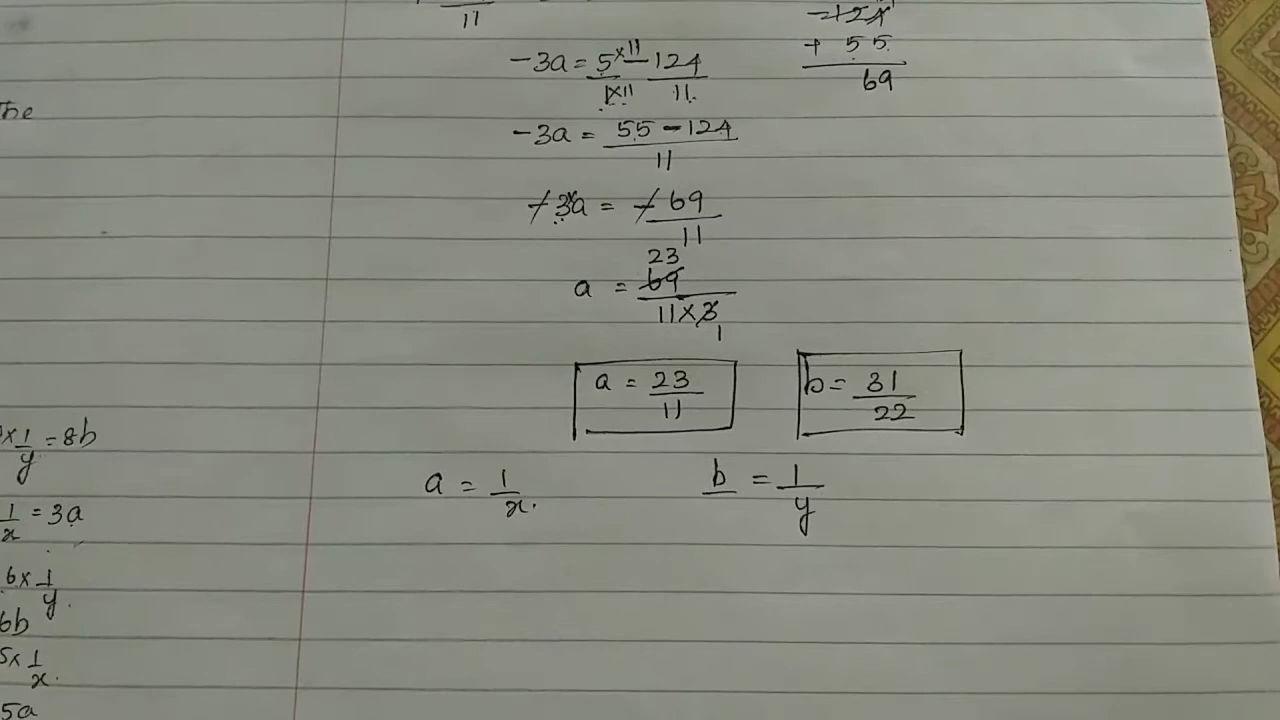 11
-3a = 5×11 - 124
1×11 11
-124
+ 55
69
-3a = 55 - 124
11
-3a = -69
11
23
a = 69
11×3
1
a = 23
11
b = 31
22
a = 1
x.
b = 1
y
×1 = 8b
y
1 = 3a
x
6×1
y.
6b
5×1
x.
5a